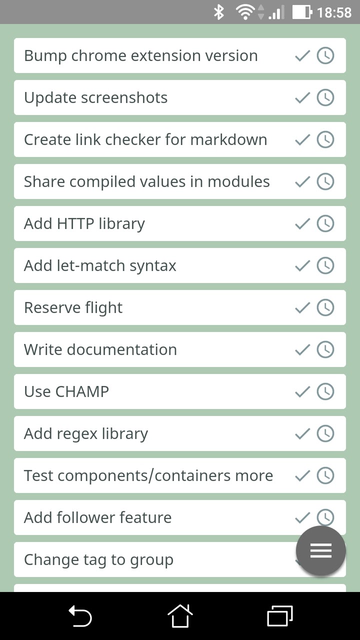 18:58
Bump chrome extension version
Update screenshots
Create link checker for markdown
Share compiled values in modules
Add HTTP library
Add let-match syntax
Reserve flight
Write documentation
Use CHAMP
Add regex library
Test components/containers more
Add follower feature
Change tag to group